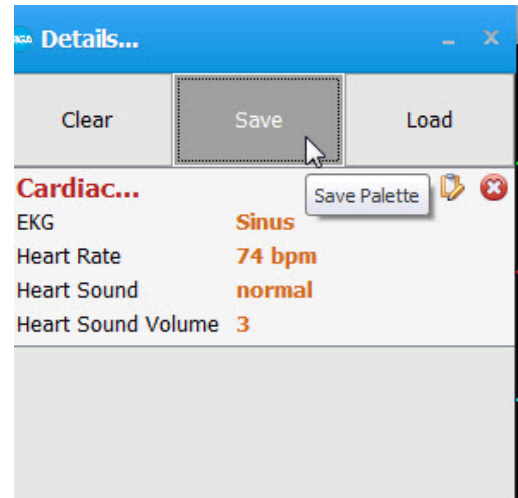 Details...
Clear Save Load
Save Palette
Cardiac...
EKG Sinus
Heart Rate 74 bpm
Heart Sound normal
Heart Sound Volume 3